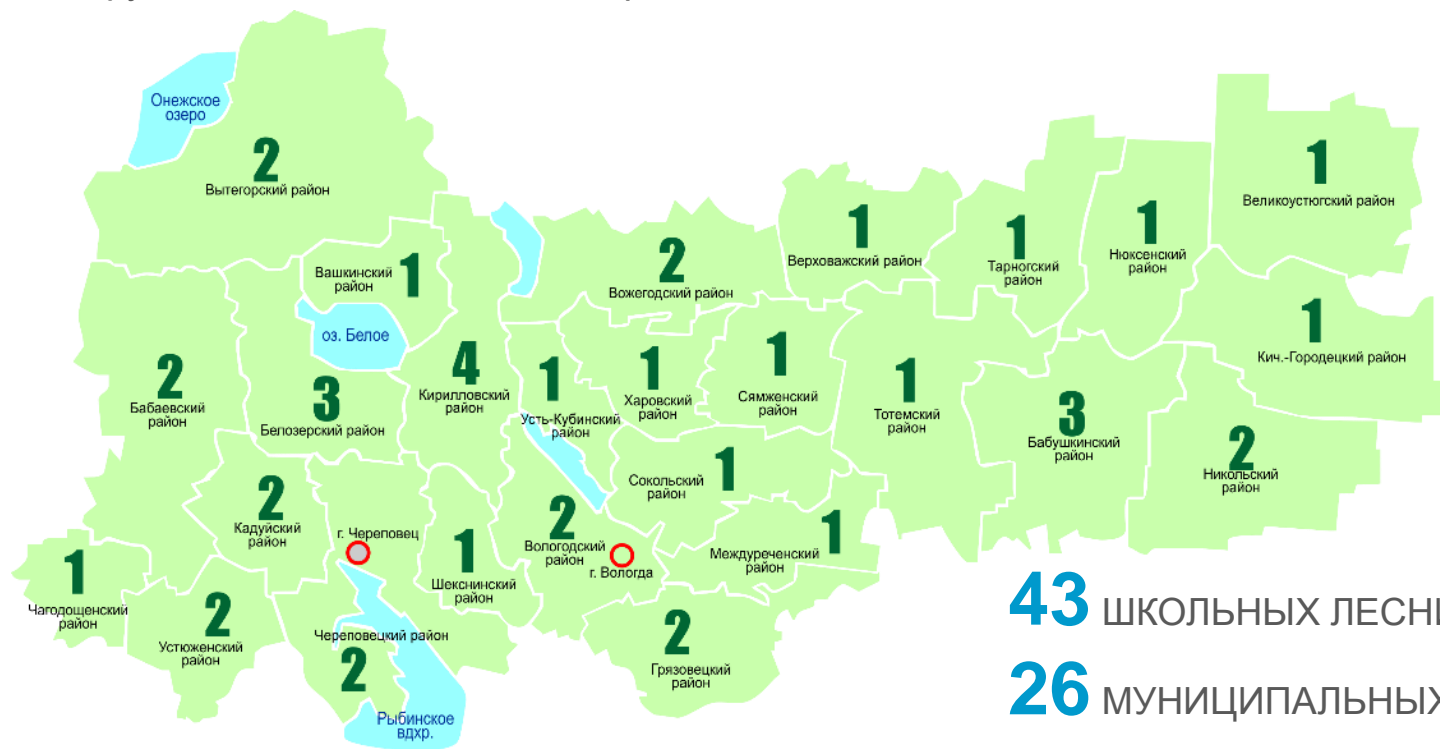 Онежское
озеро
2
Вытегорский район
1
Великоустюгский район
1
Верховажский район
1
Тарногский
район
1
Нюксенский
район
Вашкинский
район
1
2
Вожегодский район
оз. Белое
1
Кич.-Городецкий район
2
Бабаевский
район
3
Белозерский район
4
Кирилловский
район
1
Усть-Кубинский
район
1
Харовский
район
1
Сямженский
район
1
Тотемский
район
3
Бабушкинский
район
2
Никольский
район
Сокольский
район
1
2
Кадуйский
район
г. Череповец
1
Шекснинский
район
2
Вологодский
район
г. Вологда
1
Междуреченский
район
1
Чагодощенский
район
2
Устюженский
район
Череповецкий район
2
2
Грязовецкий
район
Рыбинское
вдхр.
43 ШКОЛЬНЫХ
26 МУНИЦИПАЛЬНЫХ